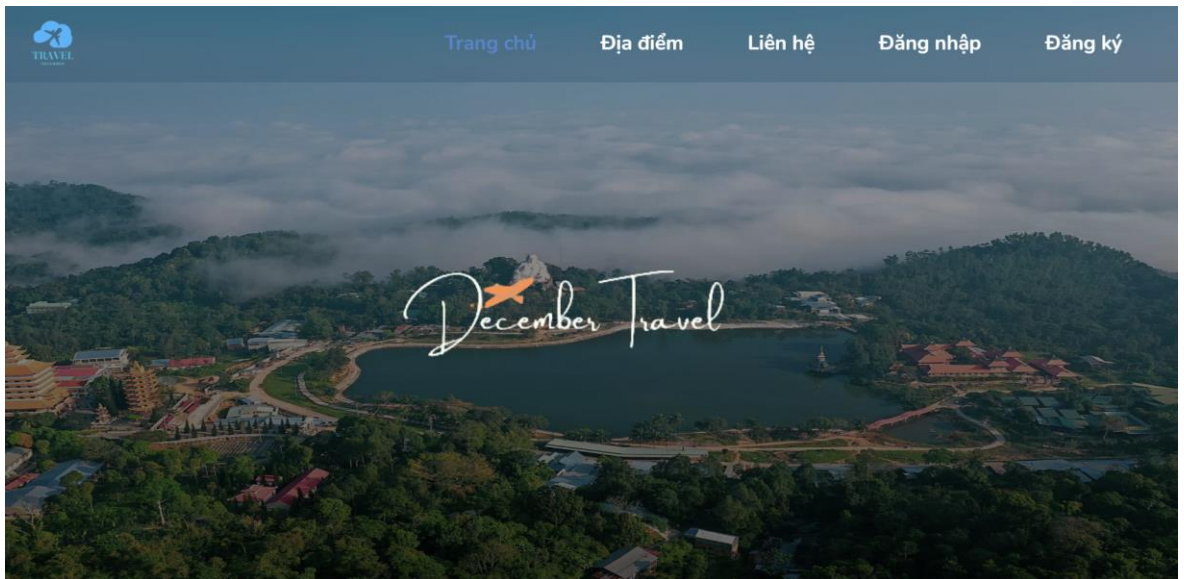 TRAVEL
Trang chủ
Địa điểm
Liên hệ
Đăng nhập
Đăng ký
December Travel